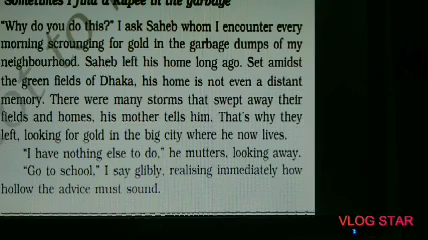 "Sometimes I find a Rupee in the garbage"
"Why do you do this?" I ask Saheb whom I encounter every
morning scrounging for gold in the garbage dumps of my
neighbourhood. Saheb left his home long ago. Set amidst
the green fields of Dhaka, his home is not even a distant
memory. There were many storms that swept away their
fields and homes, his mother tells him. That's why they
left, looking for gold in the big city where he now lives.
"I have nothing else to do," he mutters, looking away.
"Go to school," I say glibly, realising immediately how
hollow the advice must sound.
VLOG STAR